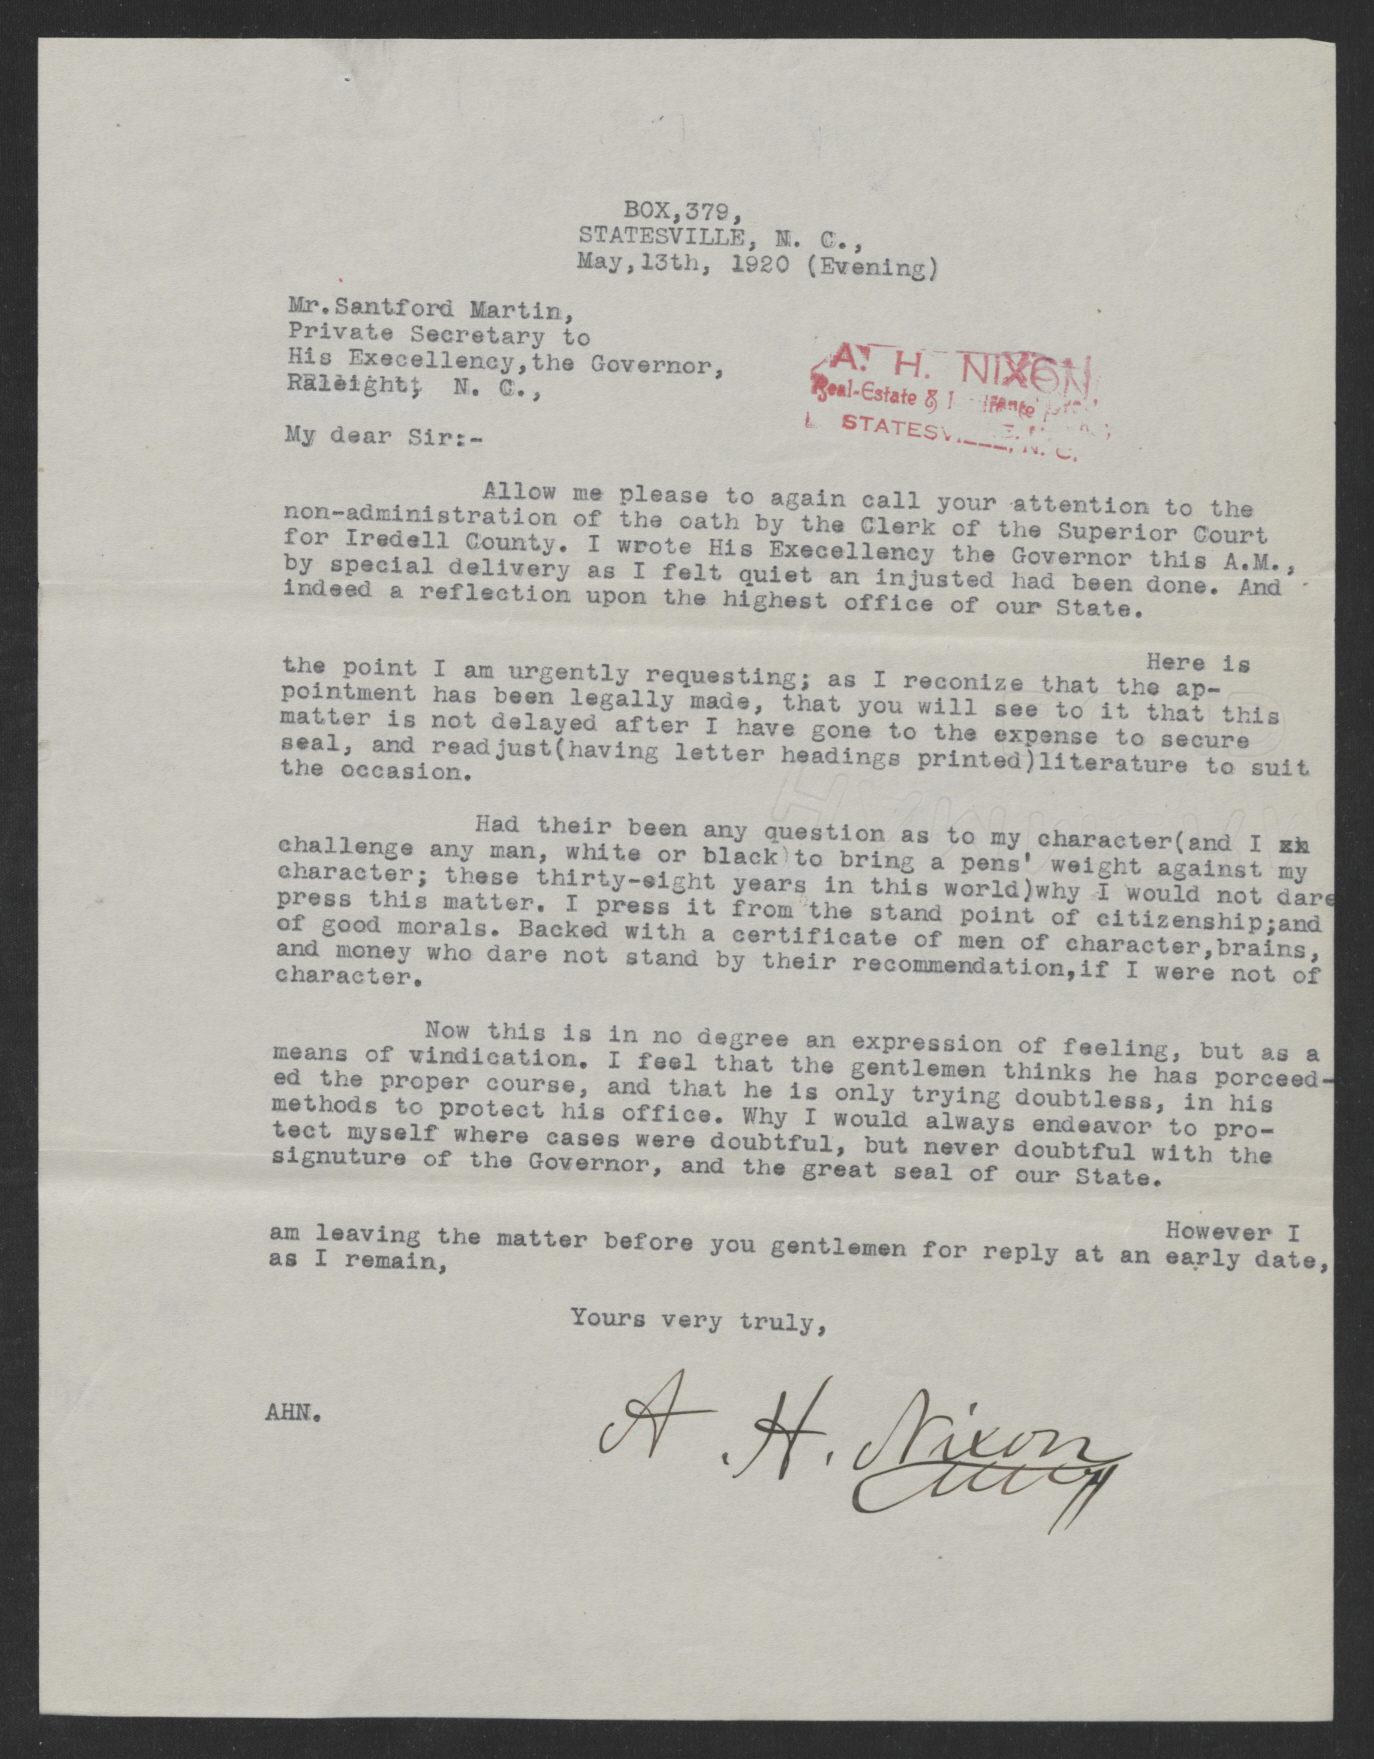 BOX,379,
STATESVILLE, N. C.,
May,13th, 1920 (Evening)
Mr.Santford Martin,
Private Secretary to
His Execellency,the Governor,
Raleigh, N. C.,
A. H. NIXON
Real-Estate &
STATESVILLE, N. C.
My dear Sir:-
Allow me please to again call your attention to the
non-administration of the oath by the Clerk of the Superior Court
for Iredell County. I wrote His Execellency the Governor this A.M.,
by special delivery as I felt quiet an injusted had been done. And
indeed a reflection upon the highest office of our State.
Here is
the point I am urgently requesting; as I reconize that the ap-
pointment has been legally made, that you will see to it that this
matter is not delayed after I have gone to the expense to secure
seal, and readjust(having letter headings printed)literature to suit
the occasion.
Had their been any question as to my character(and I xh
challenge any man, white or black)to bring a pens' weight against my
character; these thirty-eight years in this world)why I would not dare
press this matter. I press it from the stand point of citizenship;and
of good morals. Backed with a certificate of men of character,brains,
and money who dare not stand by their recommendation,if I were not of
character.
Now this is in no degree an expression of feeling, but as a
means of vindication. I feel that the gentlemen thinks he has porceed-
ed the proper course, and that he is only trying doubtless, in his
methods to protect his office. Why I would always endeavor to pro-
tect myself where cases were doubtful, but never doubtful with the
signuture of the Governor, and the great seal of our State.
However I
am leaving the matter before you gentlemen for reply at an early date,
as I remain,
Yours very truly,
AHN.
A. H. Nixon